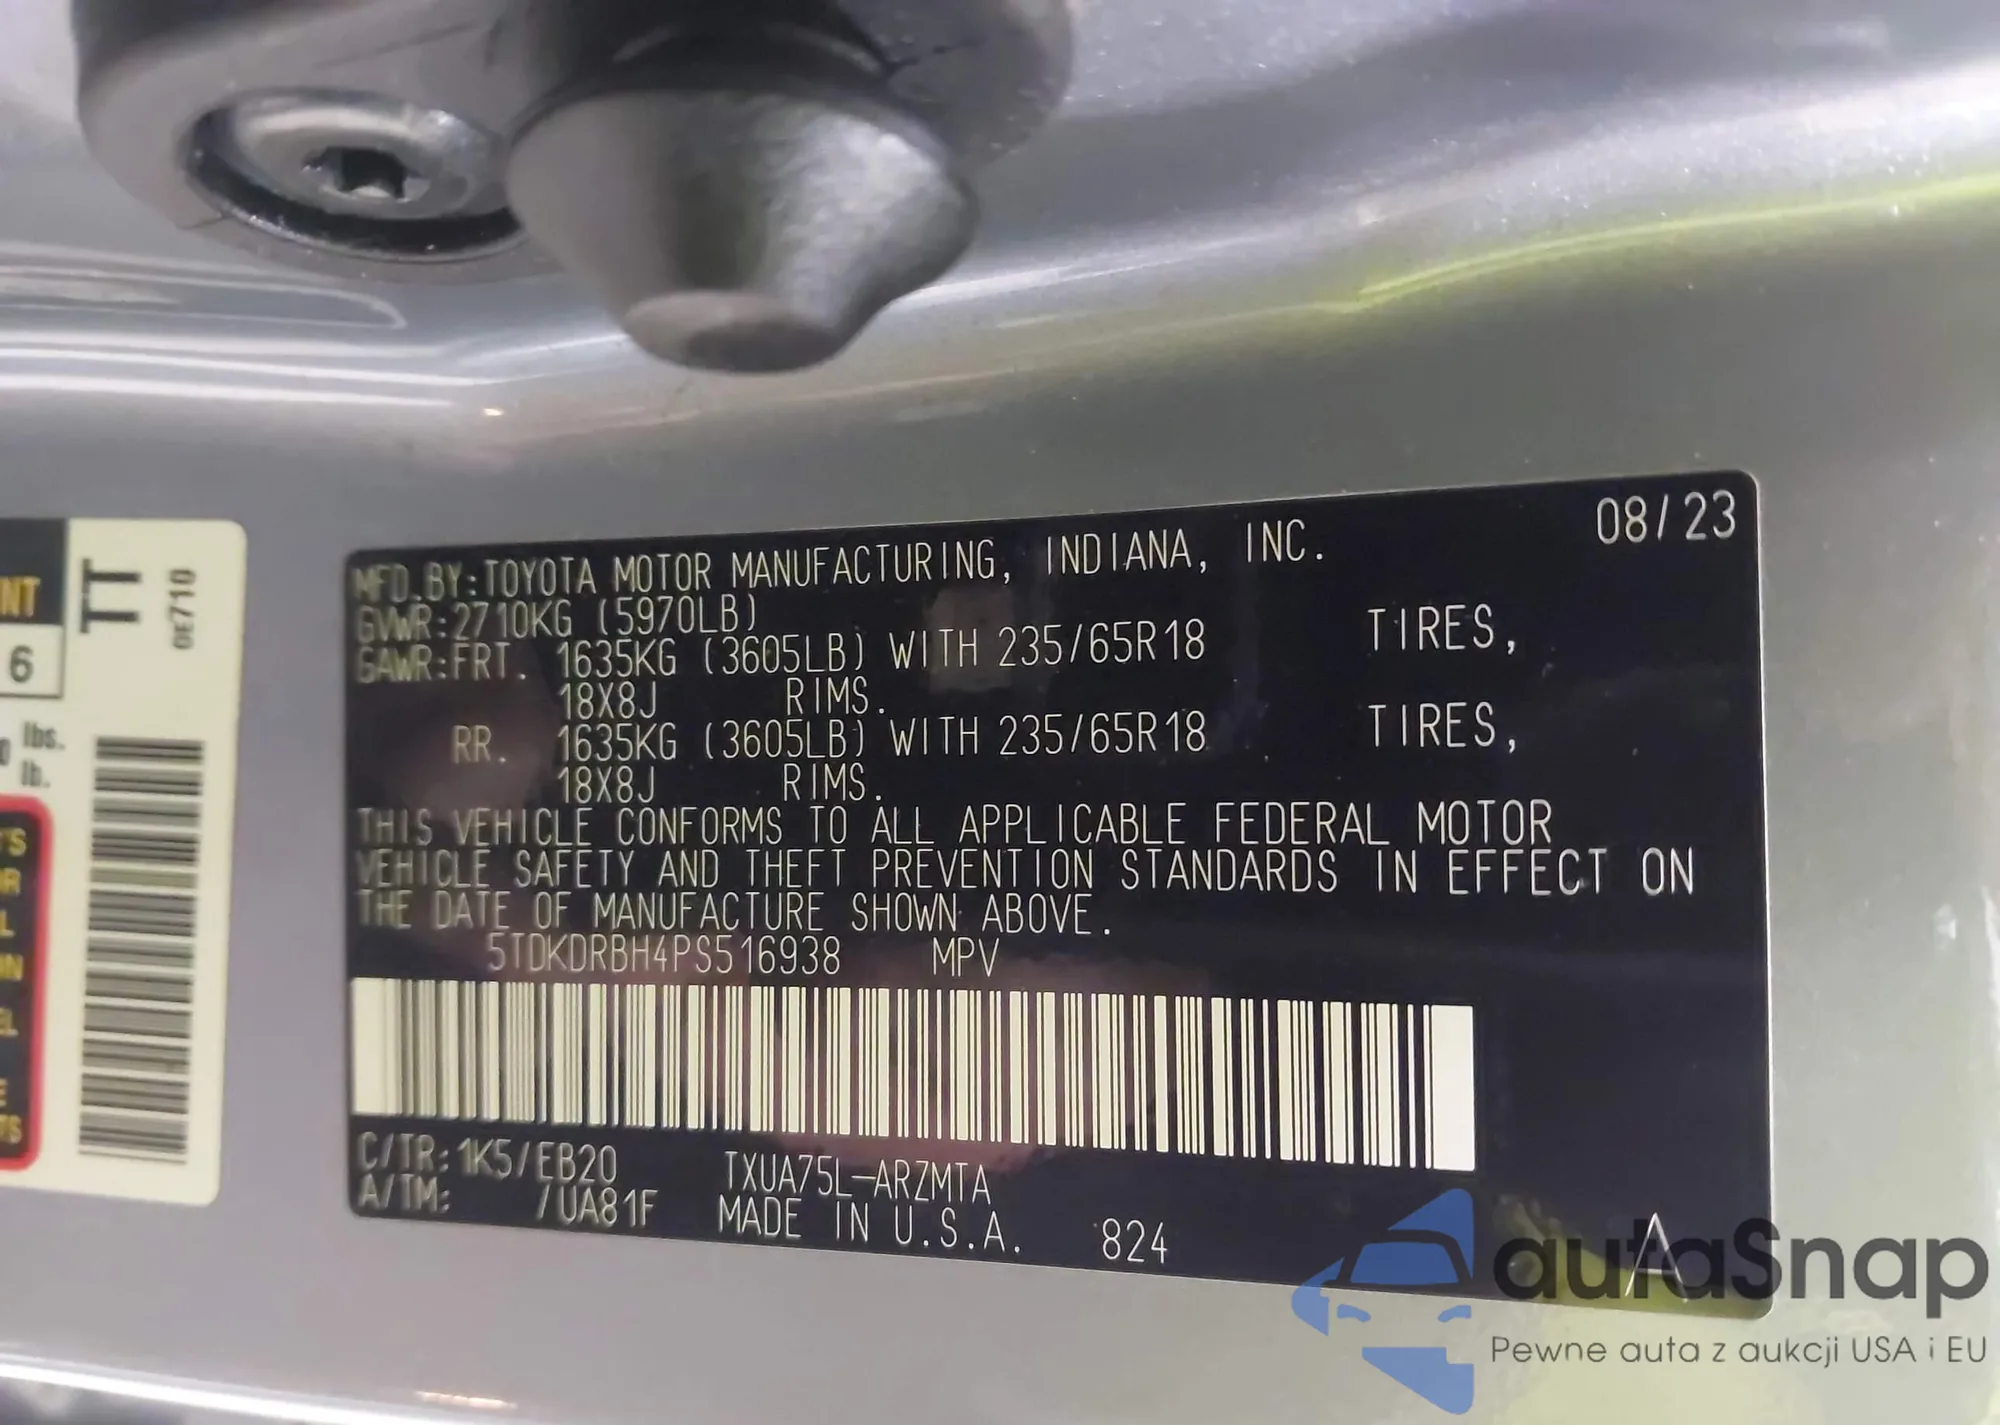 08/23
MFD.BY:TOYOTA MOTOR MANUFACTURING, INDIANA, INC.
GVWR:2710KG (5970LB)
GAWR:FRT. 1635KG (3605LB) WITH 235/65R18 TIRES,
18X8J RIMS.
RR. 1635KG (3605LB) WITH 235/65R18 TIRES,
18X8J RIMS.
THIS VEHICLE CONFORMS TO ALL APPLICABLE FEDERAL MOTOR
VEHICLE SAFETY AND THEFT PREVENTION STANDARDS IN EFFECT ON
THE DATE OF MANUFACTURE SHOWN ABOVE.
5TDKDRBH4PS516938 MPV
C/TR:1K5/EB20 TXUA75L-ARZMTA
A/TM: /UA81F MADE IN U.S.A. 824
A
TT
0E710
6
lbs.
lb.
autaSnap
Pewne auta z aukcji USA i EU